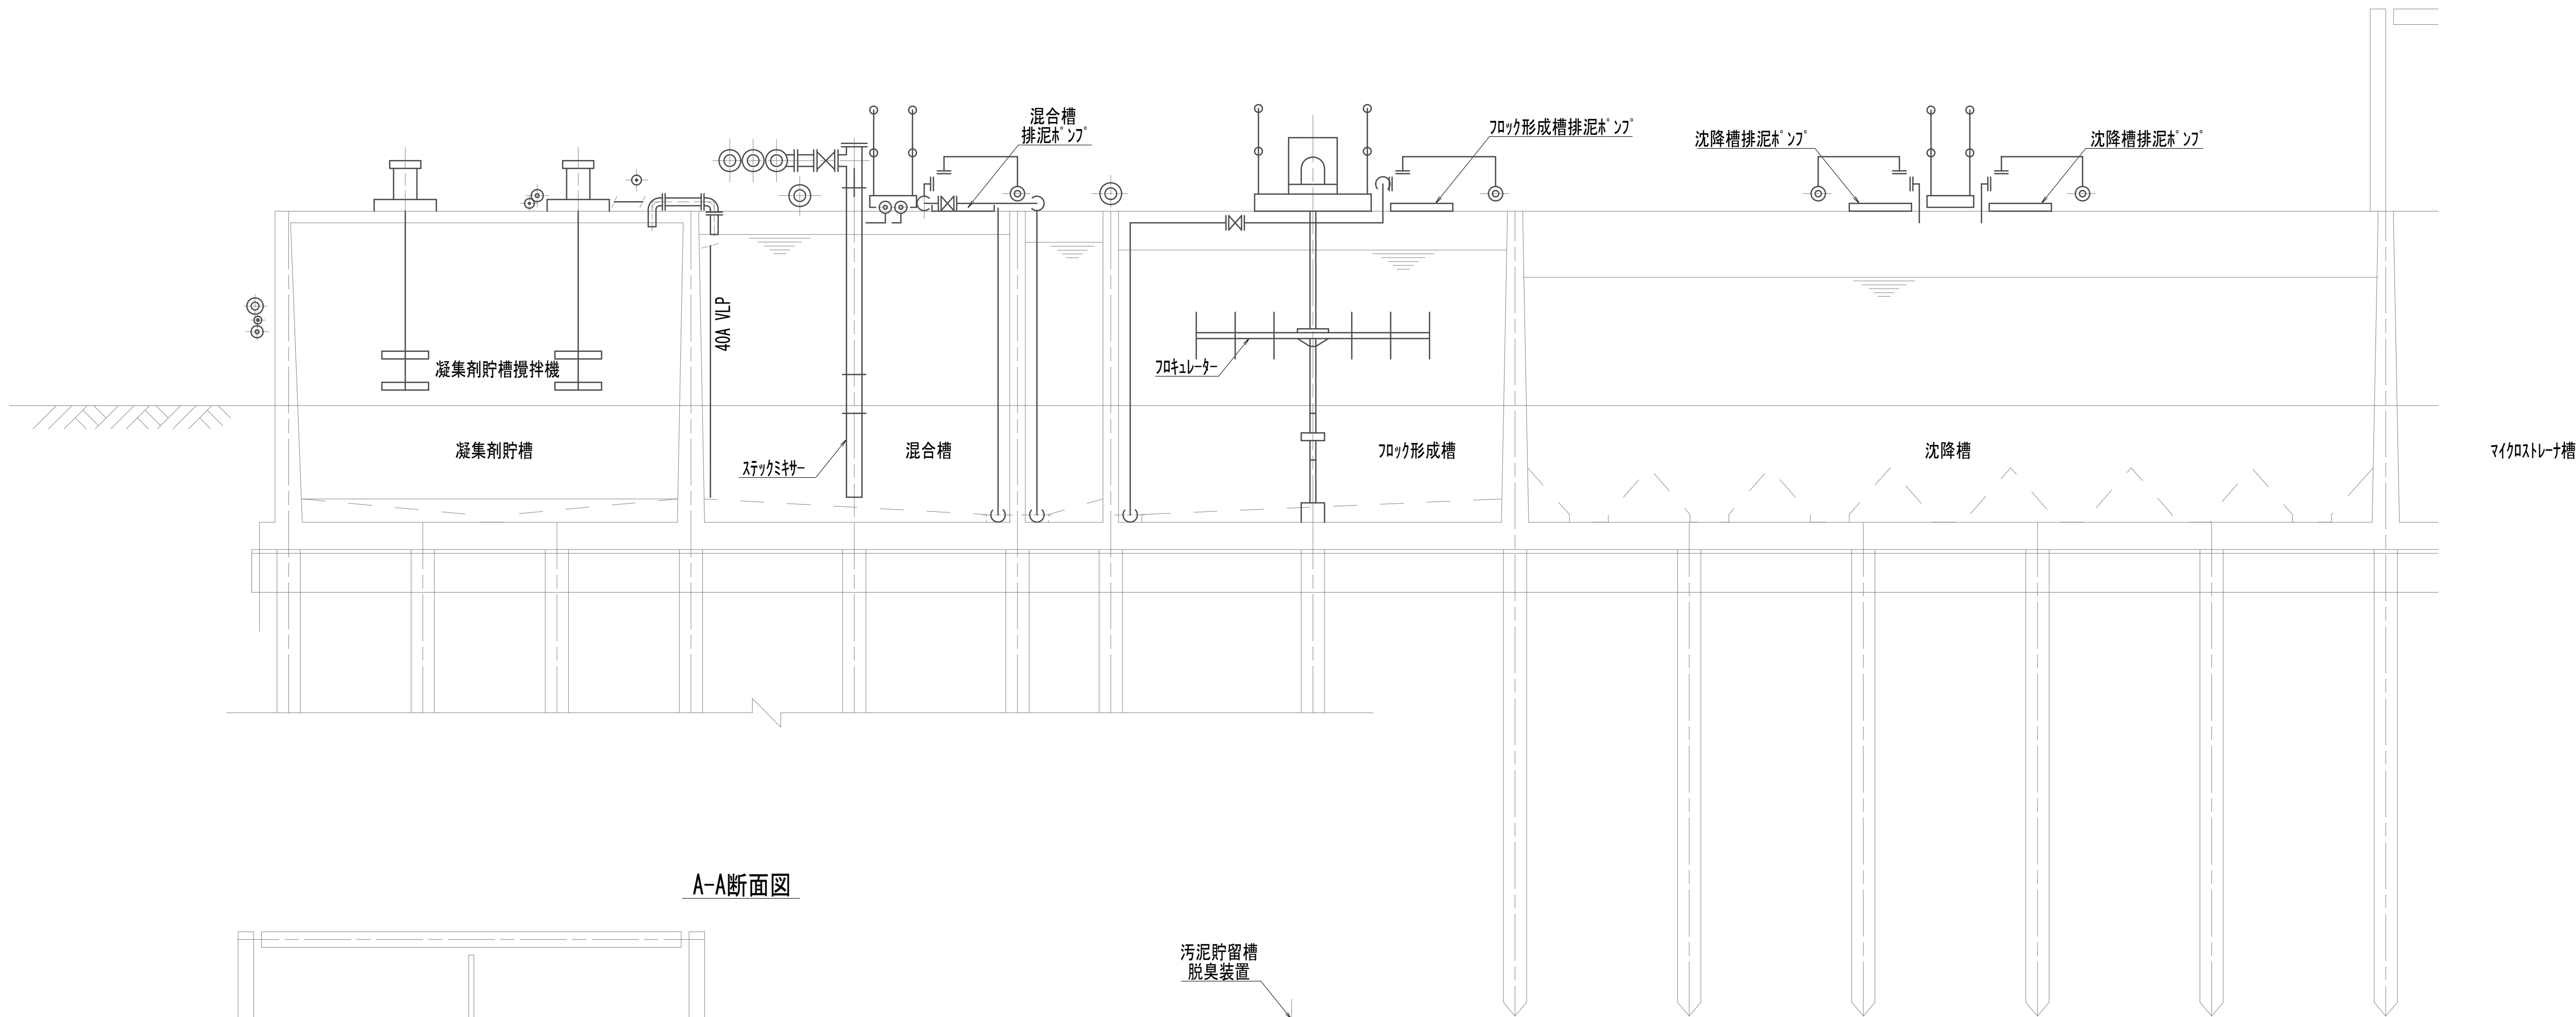 混合槽
排泥ﾎﾟﾝﾌﾟ
ﾌﾛｯｸ形成槽排泥ﾎﾟﾝﾌﾟ
沈降槽排泥ﾎﾟﾝﾌﾟ
沈降槽排泥ﾎﾟﾝﾌﾟ
40A VLP
凝集剤貯槽攪拌機
ﾌﾛｷｭﾚｰﾀｰ
凝集剤貯槽
ｽﾃｯｸﾐｷｻｰ
混合槽
ﾌﾛｯｸ形成槽
沈降槽
ﾏｲｸﾛｽﾄﾚｰﾅ槽
A-A断面図
汚泥貯留槽
脱臭装置